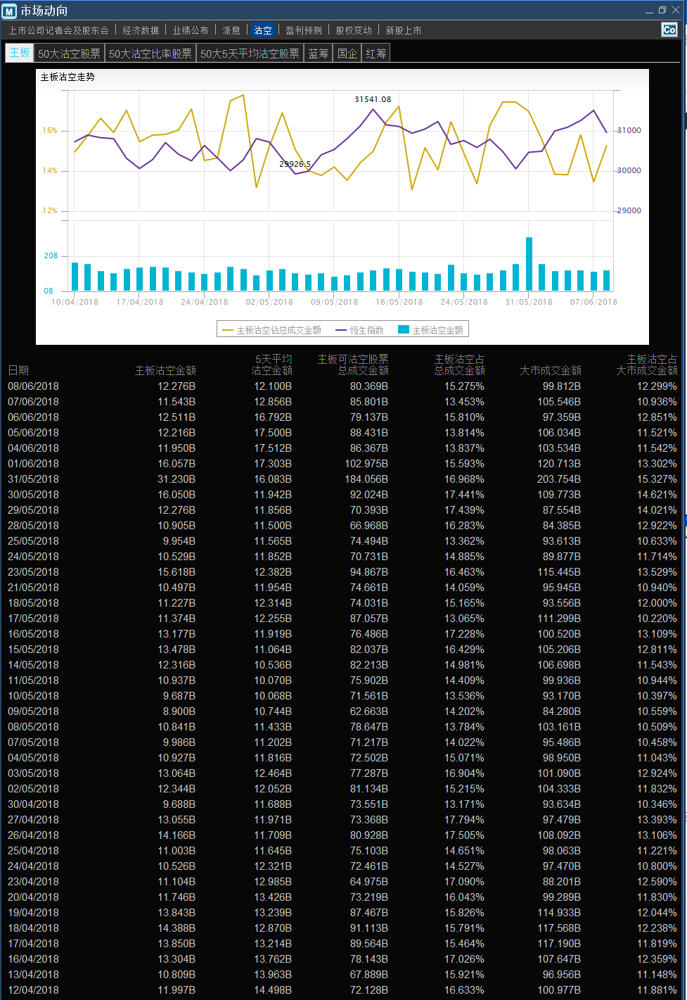 M 市场动向
上市公司记者会及股东会 经济数据 业绩公布 派息 沽空 盈利预测 股权变动 新股上市 Co
主板 50大沽空股票 50大沽空比率股票 50大5天平均沽空股票 蓝筹 国企 红筹
主板沽空走势
31541.08
16% 31000
29926.5
14% 30000
12% 29000
20B
0B
10/04/2018 17/04/2018 24/04/2018 02/05/2018 09/05/2018 16/05/2018 24/05/2018 31/05/2018 07/06/2018
主板沽空佔总成交金额 恆生指数 主板沽空金额
5天平均 主板可沽空股票 主板沽空占 主板沽空占
日期 主板沽空金额 沽空金额 总成交金额 总成交金额 大市成交金额 大市成交金额
08/06/2018 12.276B 12.100B 80.369B 15.275% 99.812B 12.299%
07/06/2018 11.543B 12.856B 85.801B 13.453% 105.546B 10.936%
06/06/2018 12.511B 16.792B 79.137B 15.810% 97.359B 12.851%
05/06/2018 12.216B 17.500B 88.431B 13.814% 106.034B 11.521%
04/06/2018 11.950B 17.512B 86.367B 13.837% 103.534B 11.542%
01/06/2018 16.057B 17.303B 102.975B 15.593% 120.713B 13.302%
31/05/2018 31.230B 16.083B 184.056B 16.968% 203.754B 15.327%
30/05/2018 16.050B 11.942B 92.024B 17.441% 109.773B 14.621%
29/05/2018 12.276B 11.856B 70.393B 17.439% 87.554B 14.021%
28/05/2018 10.905B 11.500B 66.968B 16.283% 84.385B 12.922%
25/05/2018 9.954B 11.565B 74.494B 13.362% 93.613B 10.633%
24/05/2018 10.529B 11.852B 70.731B 14.885% 89.877B 11.714%
23/05/2018 15.618B 12.382B 94.867B 16.463% 115.445B 13.529%
21/05/2018 10.497B 11.954B 74.661B 14.059% 95.945B 10.940%
18/05/2018 11.227B 12.314B 74.031B 15.165% 93.556B 12.000%
17/05/2018 11.374B 12.255B 87.057B 13.065% 111.299B 10.220%
16/05/2018 13.177B 11.919B 76.486B 17.228% 100.520B 13.109%
15/05/2018 13.478B 11.064B 82.037B 16.429% 105.206B 12.811%
14/05/2018 12.316B 10.536B 82.213B 14.981% 106.698B 11.543%
11/05/2018 10.937B 10.070B 75.902B 14.409% 99.936B 10.944%
10/05/2018 9.687B 10.068B 71.561B 13.536% 93.170B 10.397%
09/05/2018 8.900B 10.744B 62.663B 14.202% 84.280B 10.559%
08/05/2018 10.841B 11.433B 78.647B 13.784% 103.161B 10.509%
07/05/2018 9.986B 11.202B 71.217B 14.022% 95.486B 10.458%
04/05/2018 10.927B 11.816B 72.502B 15.071% 98.950B 11.043%
03/05/2018 13.064B 12.464B 77.287B 16.904% 101.090B 12.924%
02/05/2018 12.344B 12.052B 81.134B 15.215% 104.333B 11.832%
30/04/2018 9.688B 11.688B 73.551B 13.171% 93.634B 10.346%
27/04/2018 13.055B 11.971B 73.368B 17.794% 97.479B 13.393%
26/04/2018 14.166B 11.709B 80.928B 17.505% 108.092B 13.106%
25/04/2018 11.003B 11.645B 75.103B 14.651% 98.063B 11.221%
24/04/2018 10.526B 12.321B 72.461B 14.527% 97.470B 10.800%
23/04/2018 11.104B 12.985B 64.975B 17.090% 88.201B 12.590%
20/04/2018 11.746B 13.426B 73.219B 16.043% 99.289B 11.830%
19/04/2018 13.843B 13.239B 87.467B 15.826% 114.933B 12.044%
18/04/2018 14.388B 12.870B 91.113B 15.791% 117.568B 12.238%
17/04/2018 13.850B 13.214B 89.564B 15.464% 117.190B 11.819%
16/04/2018 13.304B 13.762B 78.143B 17.026% 107.647B 12.359%
13/04/2018 10.809B 13.963B 67.889B 15.921% 96.956B 11.148%
12/04/2018 11.997B 14.498B 72.128B 16.633% 100.977B 11.881%